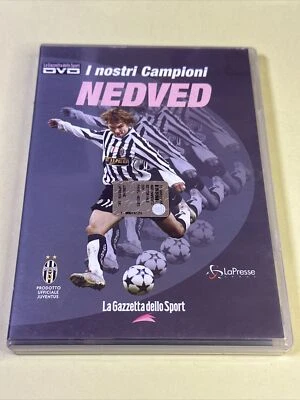 La Gazzetta dello Sport
DVD
I nostri Campioni
NEDVED
PRODOTTO
UFFICIALE
JUVENTUS
LaPresse
La Gazzetta dello Sport